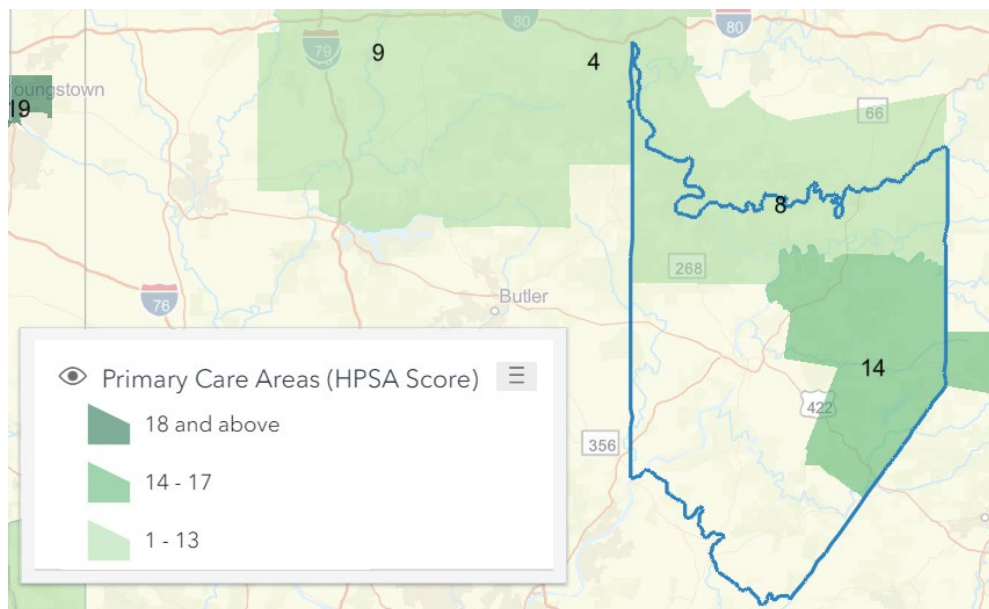 80
80
79
9
4
oungstown
19
66
8
268
76
Butler
14
422
356
Primary Care Areas (HPSA Score)
18 and above
14 - 17
1 - 13